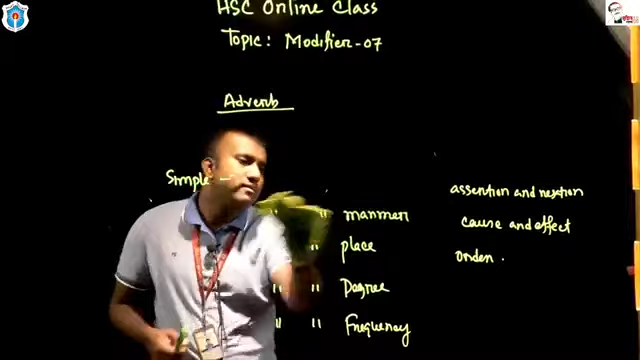 HSC Online Class
Topic: Modifier-07
Adverb
Simple -
" " manner
" place
" " Degree
" " Frequency
assertion and negation
cause and effect
order.